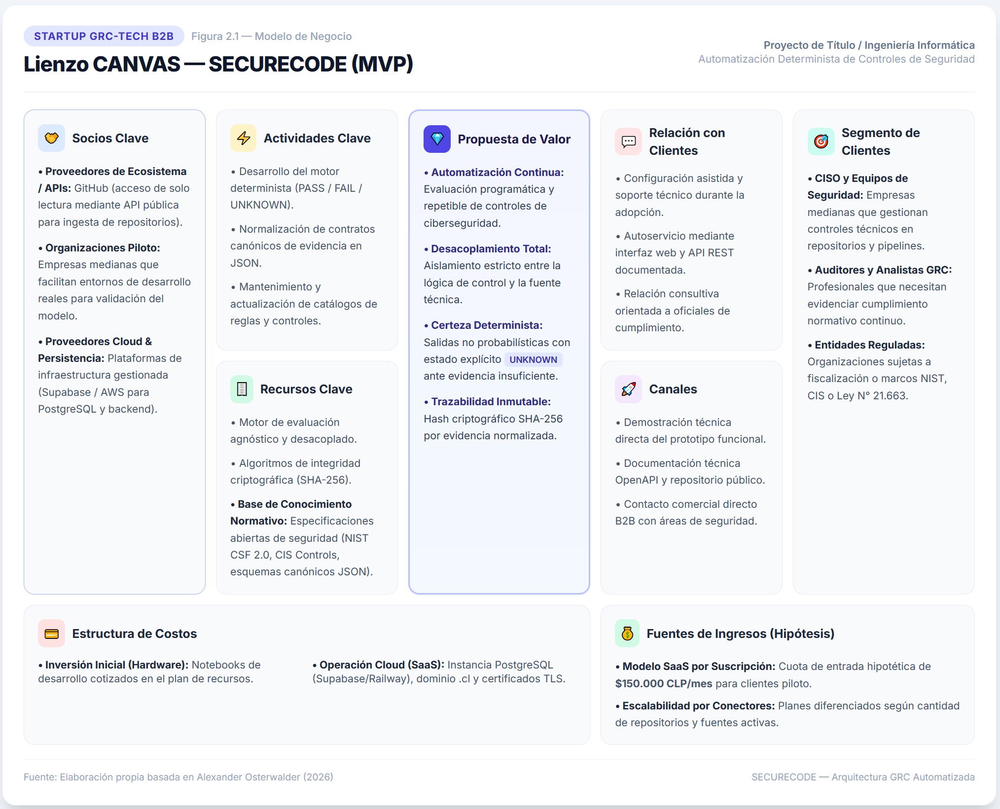 STARTUP GRC-TECH B2B
Figura 2.1 — Modelo de Negocio
Lienzo CANVAS — SECURECODE (MVP)
Proyecto de Título / Ingeniería Informática
Automatización Determinista de Controles de Seguridad
Socios Clave
• Proveedores de Ecosistema
/ APIs: GitHub (acceso de solo
lectura mediante API pública
para ingesta de repositorios).
• Organizaciones Piloto:
Empresas medianas que
facilitan entornos de desarrollo
reales para validación del
modelo.
• Proveedores Cloud &
Persistencia: Plataformas de
infraestructura gestionada
(Supabase / AWS para
PostgreSQL y backend).
Actividades Clave
• Desarrollo del motor
determinista (PASS / FAIL /
UNKNOWN).
• Normalización de contratos
canónicos de evidencia en
JSON.
• Mantenimiento y
actualización de catálogos de
reglas y controles.
Recursos Clave
• Motor de evaluación
agnóstico y desacoplado.
• Algoritmos de integridad
criptográfica (SHA-256).
• Base de Conocimiento
Normativo: Especificaciones
abiertas de seguridad (NIST
CSF 2.0, CIS Controls,
esquemas canónicos JSON).
Propuesta de Valor
• Automatización Continua:
Evaluación programática y
repetible de controles de
ciberseguridad.
• Desacoplamiento Total:
Aislamiento estricto entre la
lógica de control y la fuente
técnica.
• Certeza Determinista:
Salidas no probabilísticas con
estado explícito UNKNOWN
ante evidencia insuficiente.
• Trazabilidad Inmutable:
Hash criptográfico SHA-256
por evidencia normalizada.
Relación con
Clientes
• Configuración asistida y
soporte técnico durante la
adopción.
• Autoservicio mediante
interfaz web y API REST
documentada.
• Relación consultiva
orientada a oficiales de
cumplimiento.
Canales
• Demostración técnica
directa del prototipo funcional.
• Documentación técnica
OpenAPI y repositorio público.
• Contacto comercial directo
B2B con áreas de seguridad.
Segmento de
Clientes
• CISO y Equipos de
Seguridad: Empresas
medianas que gestionan
controles técnicos en
repositorios y pipelines.
• Auditores y Analistas GRC:
Profesionales que necesitan
evidenciar cumplimiento
normativo continuo.
• Entidades Reguladas:
Organizaciones sujetas a
fiscalización o marcos NIST,
CIS o Ley N° 21.663.
Estructura de Costos
• Inversión Inicial (Hardware): Notebooks de
desarrollo cotizados en el plan de recursos.
• Operación Cloud (SaaS): Instancia PostgreSQL
(Supabase/Railway), dominio .cl y certificados TLS.
Fuentes de Ingresos (Hipótesis)
• Modelo SaaS por Suscripción: Cuota de entrada hipotética de
$150.000 CLP/mes para clientes piloto.
• Escalabilidad por Conectores: Planes diferenciados según cantidad
de repositorios y fuentes activas.
Fuente: Elaboración propia basada en Alexander Osterwalder (2026)
SECURECODE — Arquitectura GRC Automatizada